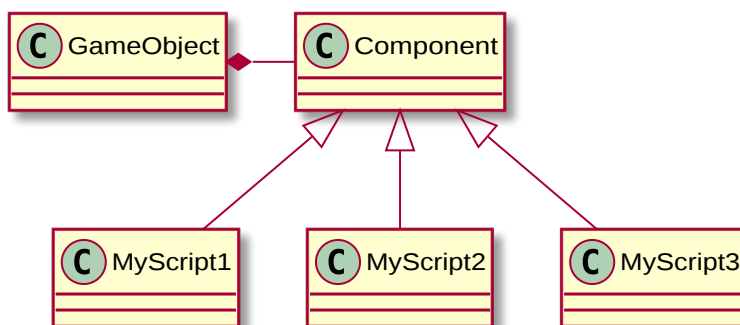 C GameObject
C Component
C MyScript1
C MyScript2
C MyScript3